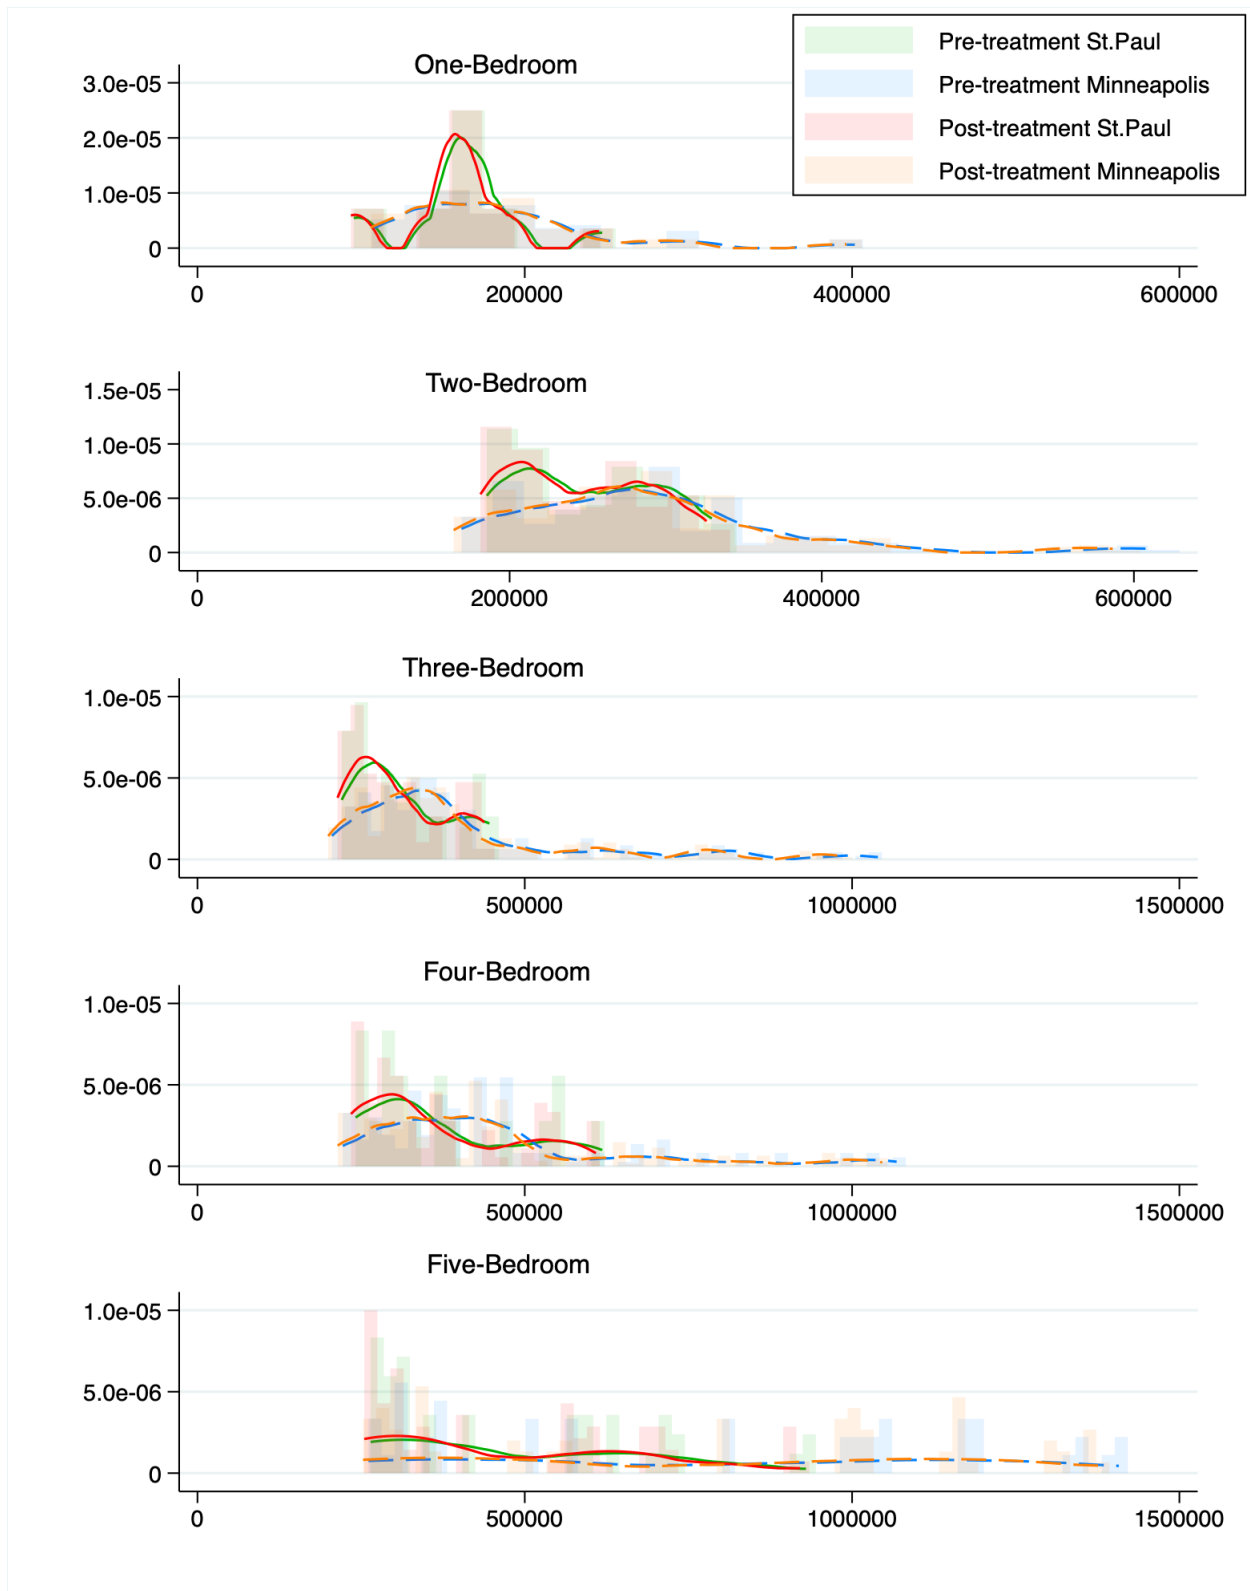 Pre-treatment St.Paul
Pre-treatment Minneapolis
Post-treatment St.Paul
Post-treatment Minneapolis
One-Bedroom
3.0e-05
2.0e-05
1.0e-05
0
0 200000 400000 600000
Two-Bedroom
1.5e-05
1.0e-05
5.0e-06
0
0 200000 400000 600000
Three-Bedroom
1.0e-05
5.0e-06
0
0 500000 1000000 1500000
Four-Bedroom
1.0e-05
5.0e-06
0
0 500000 1000000 1500000
Five-Bedroom
1.0e-05
5.0e-06
0
0 500000 1000000 1500000